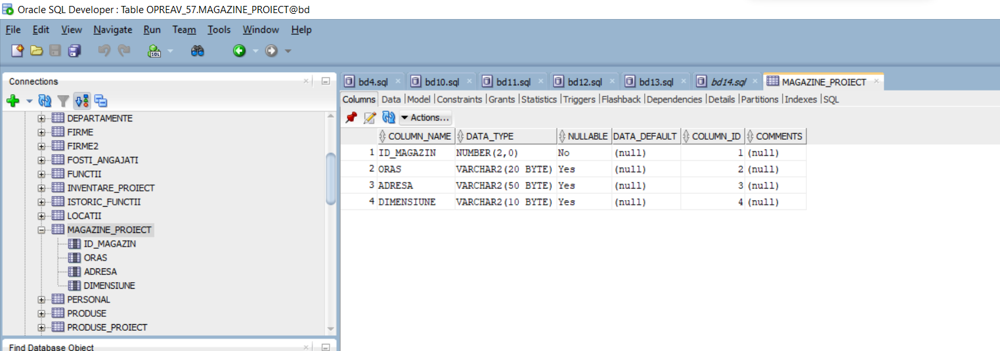 Oracle SQL Developer : Table OPREAV_57.MAGAZINE_PROIECT@bd
File Edit View Navigate Run Team Tools Window Help
SQL
Connections
DEPARTAMENTE
FIRME
FIRME2
FOSTI_ANGAJATI
FUNCTII
INVENTARE_PROIECT
ISTORIC_FUNCTII
LOCATII
MAGAZINE_PROIECT
ID_MAGAZIN
ORAS
ADRESA
DIMENSIUNE
PERSONAL
PRODUSE
PRODUSE_PROIECT
Find Database Object
bd4.sql bd10.sql bd11.sql bd12.sql bd13.sql bd14.sql MAGAZINE_PROIECT
Columns Data Model Constraints Grants Statistics Triggers Flashback Dependencies Details Partitions Indexes SQL
Actions...
COLUMN_NAME DATA_TYPE NULLABLE DATA_DEFAULT COLUMN_ID COMMENTS
1 ID_MAGAZIN NUMBER(2,0) No (null) 1 (null)
2 ORAS VARCHAR2(20 BYTE) Yes (null) 2 (null)
3 ADRESA VARCHAR2(50 BYTE) Yes (null) 3 (null)
4 DIMENSIUNE VARCHAR2(10 BYTE) Yes (null) 4 (null)